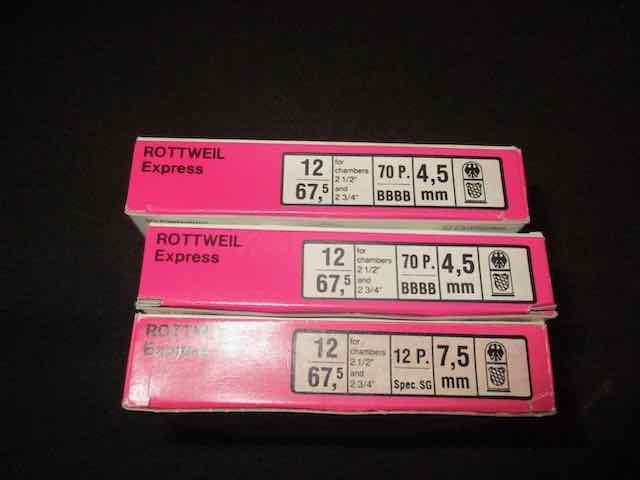 ROTTWEIL
Express
12
67,5
for
chambers
2 1/2"
and
2 3/4"
70 P.
BBBB
4,5
mm
ROTTWEIL
Express
12
67,5
for
chambers
2 1/2"
and
2 3/4"
70 P.
BBBB
4,5
mm
ROTTWEIL
Express
12
67,5
for
chambers
2 1/2"
and
2 3/4"
12 P.
Spec. SG
7,5
mm